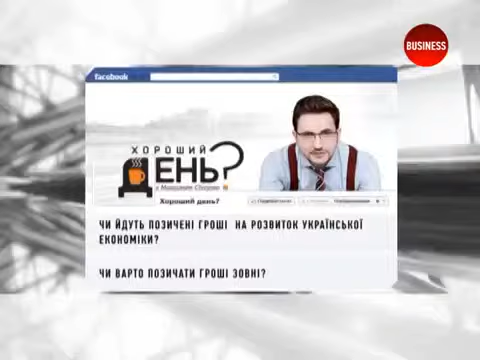 BUSINESS
facebook
ХОРОШИЙ
ДЕНЬ?
Хороший день?
ЧИ ЙДУТЬ ПОЗИЧЕНІ ГРОШІ НА РОЗВИТОК УКРАЇНСЬКОЇ
ЕКОНОМІКИ?
ЧИ ВАРТО ПОЗИЧАТИ ГРОШІ ЗОВНІ?